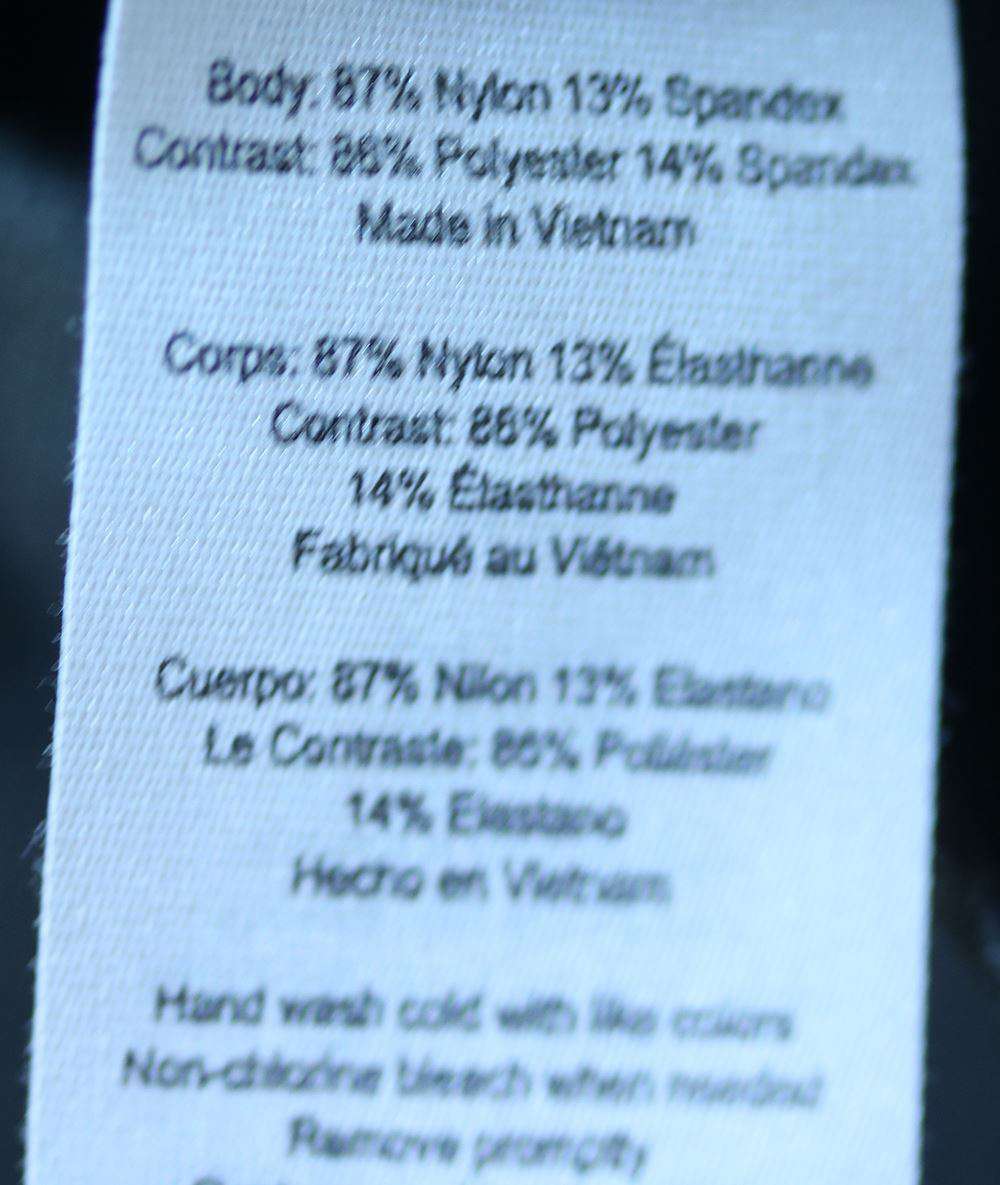 Body: 87% Nylon 13% Spandex
Contrast: 86% Polyester 14% Spandex
Made in Vietnam
Corps: 87% Nylon 13% Élasthanne
Contrast: 86% Polyester
14% Élasthanne
Fabriqué au Viêtnam
Cuerpo: 87% Nilon 13% Elastano
Le Contraste: 86% Poliéster
14% Elastano
Hecho en Vietnam
Hand wash cold with like colors
Non-chlorine bleach when needed
Remove promptly